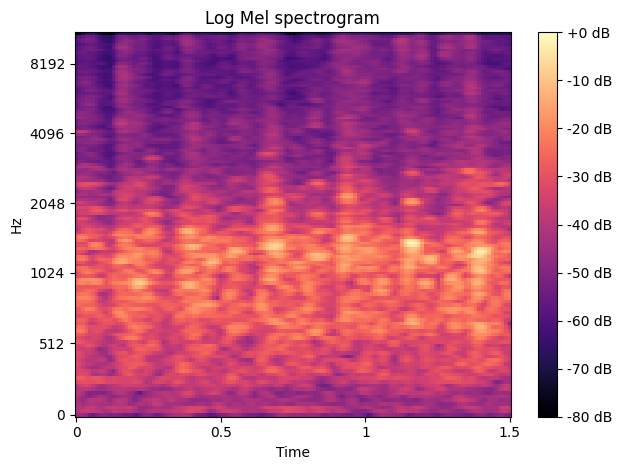 Log Mel spectrogram
Hz
8192
4096
2048
1024
512
0
0
0.5
1
1.5
Time
+0 dB
-10 dB
-20 dB
-30 dB
-40 dB
-50 dB
-60 dB
-70 dB
-80 dB